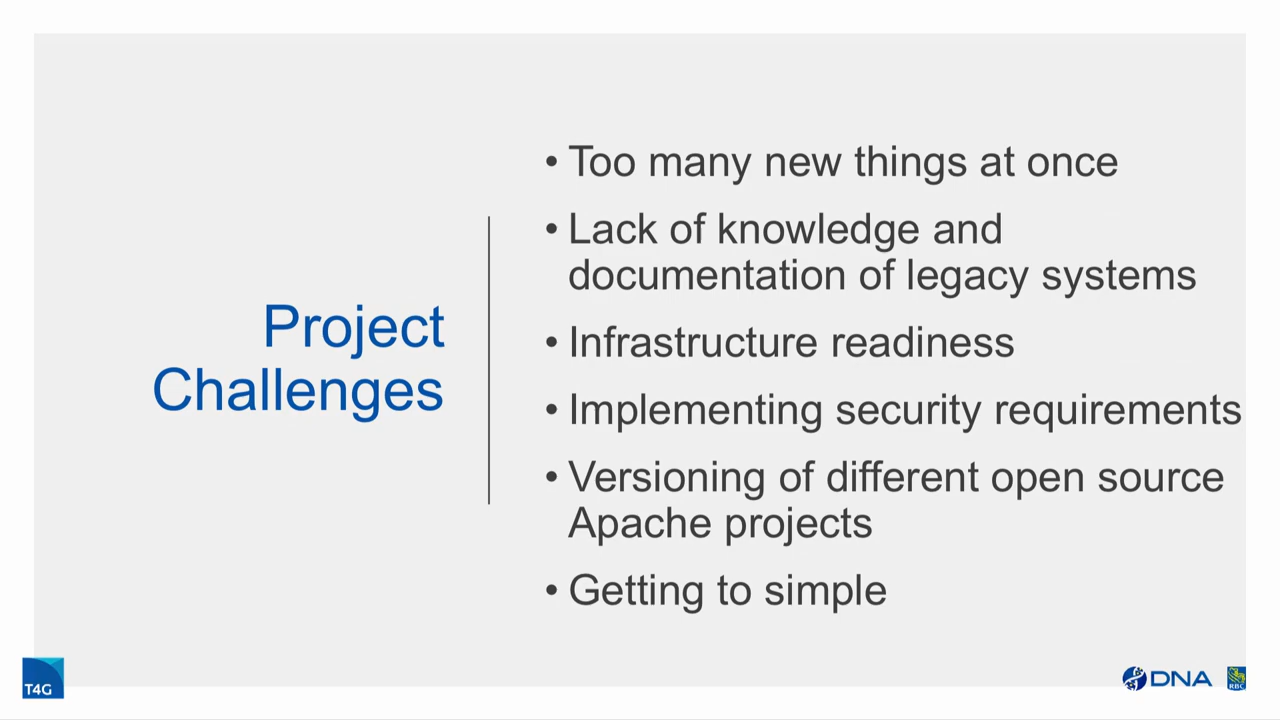 Project
Challenges
• Too many new things at once
• Lack of knowledge and
documentation of legacy systems
• Infrastructure readiness
• Implementing security requirements
• Versioning of different open source
Apache projects
• Getting to simple
T4G
DNA
RBC